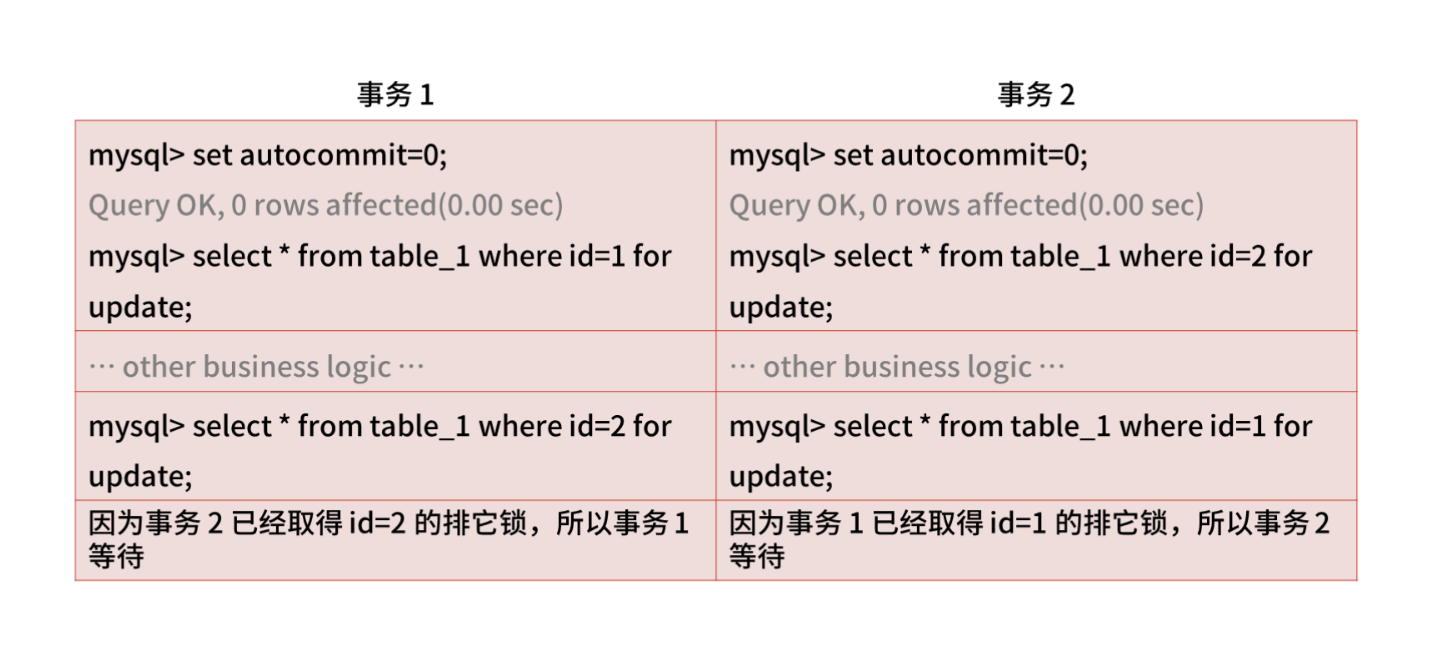 事务 1
事务 2
mysql> set autocommit=0;
Query OK, 0 rows affected(0.00 sec)
mysql> select * from table_1 where id=1 for
update;
mysql> set autocommit=0;
Query OK, 0 rows affected(0.00 sec)
mysql> select * from table_1 where id=2 for
update;
··· other business logic ···
··· other business logic ···
mysql> select * from table_1 where id=2 for
update;
mysql> select * from table_1 where id=1 for
update;
因为事务 2 已经取得 id=2 的排它锁，所以事务 1
等待
因为事务 1 已经取得 id=1 的排它锁，所以事务 2
等待